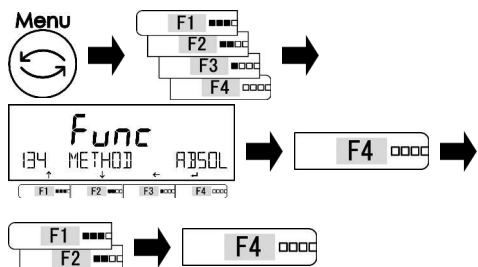 Menu
F1
F2
F3
F4
Func
134 METHOD ABSOL
F1 F2 F3 F4
F4
F1
F2
F4